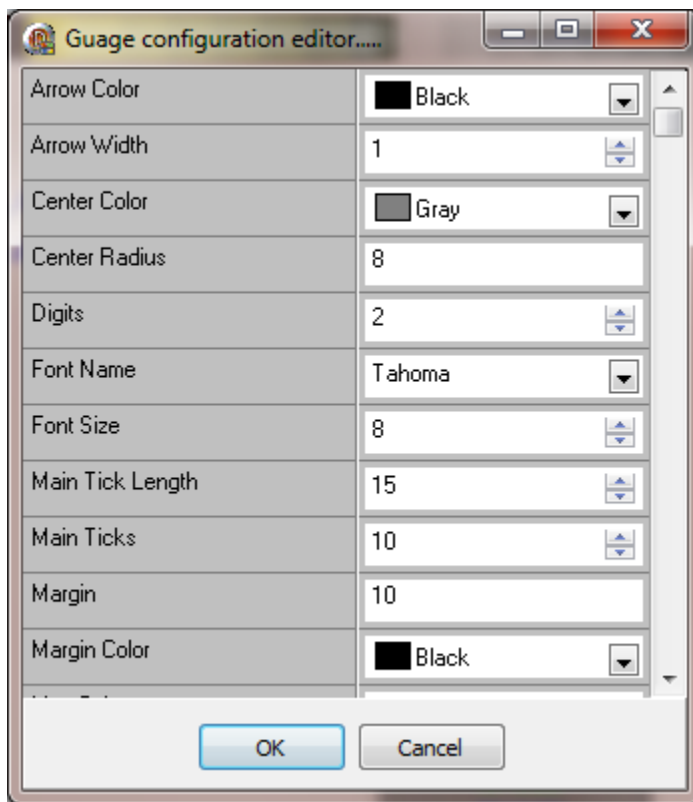 Guage configuration editor.....
Arrow Color Black
Arrow Width 1
Center Color Gray
Center Radius 8
Digits 2
Font Name Tahoma
Font Size 8
Main Tick Length 15
Main Ticks 10
Margin 10
Margin Color Black
OK Cancel